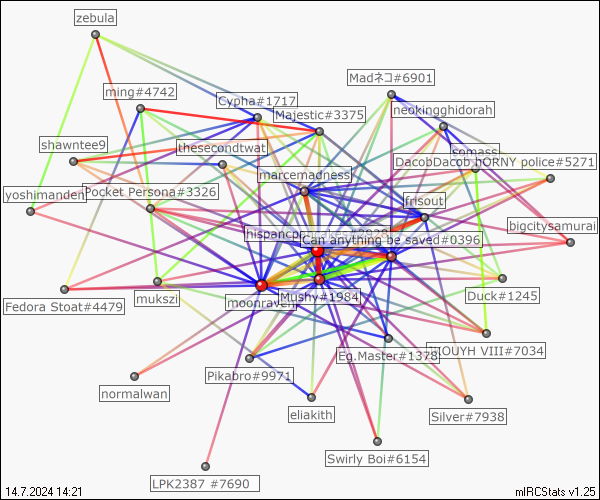 zebula
Madネコ#6901
ming#4742
Cypha#1717
neokingghidorah
Majestic#3375
shawntee9
thesecondtwat
DacobDacob
HORNY police#5271
marcemadness
yoshimanden
Pocket Persona#3326
frisout
bigcitysamurai
Can anything be saved#0396
Fedora Stoat#4479
mukszi
moonraven
Mushy#1984
Duck#1245
Eg.Master#1378
OUYH VIII#7034
Pikabro#9971
normalwan
eliakith
Silver#7938
Swirly Boi#6154
LPK2387 #7690
14.7.2024 14:21
mIRCStats v1.25